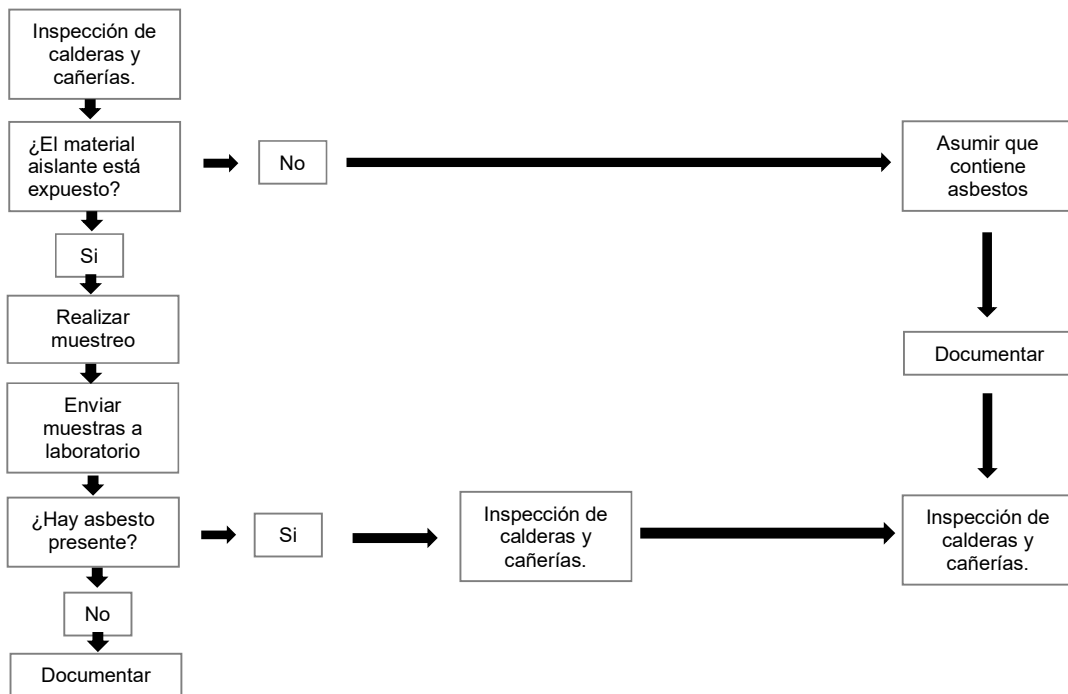 Inspección de
calderas y
cañerías.
¿El material
aislante está
expuesto?
No
Asumir que
contiene
asbestos
Si
Realizar
muestreo
Documentar
Enviar
muestras a
laboratorio
¿Hay asbesto
presente?
Si
Inspección de
calderas y
cañerías.
Inspección de
calderas y
cañerías.
No
Documentar